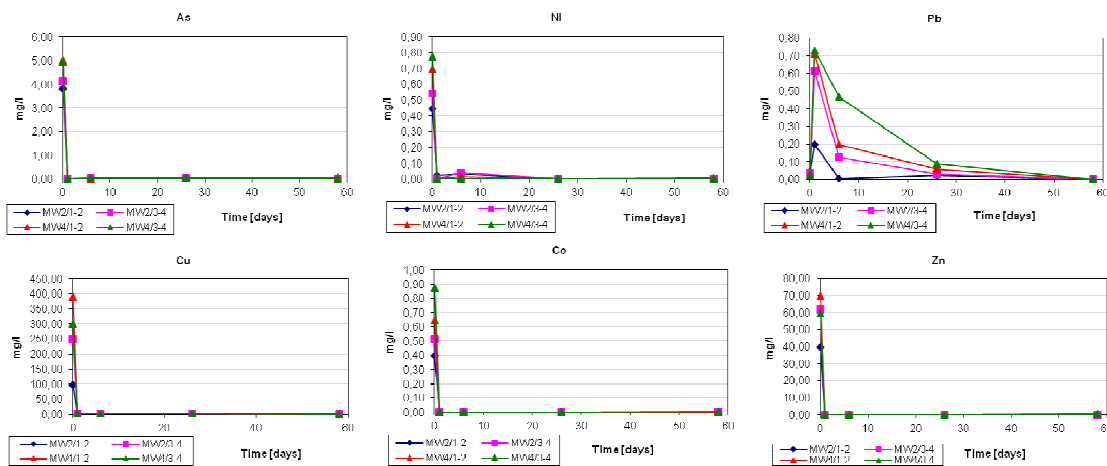 As
6,00
5,00
4,00
3,00
2,00
1,00
0,00
mg/l
0 10 20 30 40 50 60
Time [days]
MW2/1-2 MW2/3-4
MW4/1-2 MW4/3-4
NI
0,90
0,80
0,70
0,60
0,50
0,40
0,30
0,20
0,10
0,00
mg/l
0 10 20 30 40 50 60
Time [days]
MW2/1-2 MW2/3-4
MW4/1-2 MW4/3-4
Pb
0,80
0,70
0,60
0,50
0,40
0,30
0,20
0,10
0,00
mg/l
0 10 20 30 40 50 60
Time [days]
MW2/1-2 MW2/3-4
MW4/1-2 MW4/3-4
Cu
450,00
400,00
350,00
300,00
250,00
200,00
150,00
100,00
50,00
0,00
mg/l
0 20 40 60
Time [days]
MW2/1-2 MW2/3-4
MW4/1-2 MW4/3-4
Co
1,00
0,90
0,80
0,70
0,60
0,50
0,40
0,30
0,20
0,10
0,00
mg/l
0 10 20 30 40 50 60
Time [days]
MW2/1-2 MW2/3-4
MW4/1-2 MW4/3-4
Zn
80,00
70,00
60,00
50,00
40,00
30,00
20,00
10,00
0,00
mg/l
0 10 20 30 40 50 60
Time [days]
MW2/1-2 MW2/3-4
MW4/1-2 MW4/3-4